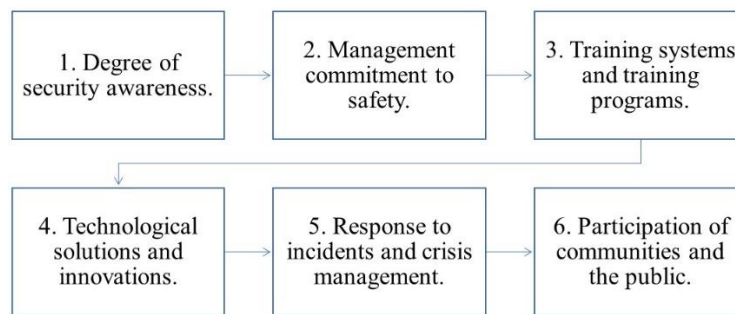 1. Degree of
security awareness.
2. Management
commitment to
safety.
3. Training systems
and training
programs.
4. Technological
solutions and
innovations.
5. Response to
incidents and crisis
management.
6. Participation of
communities and
the public.